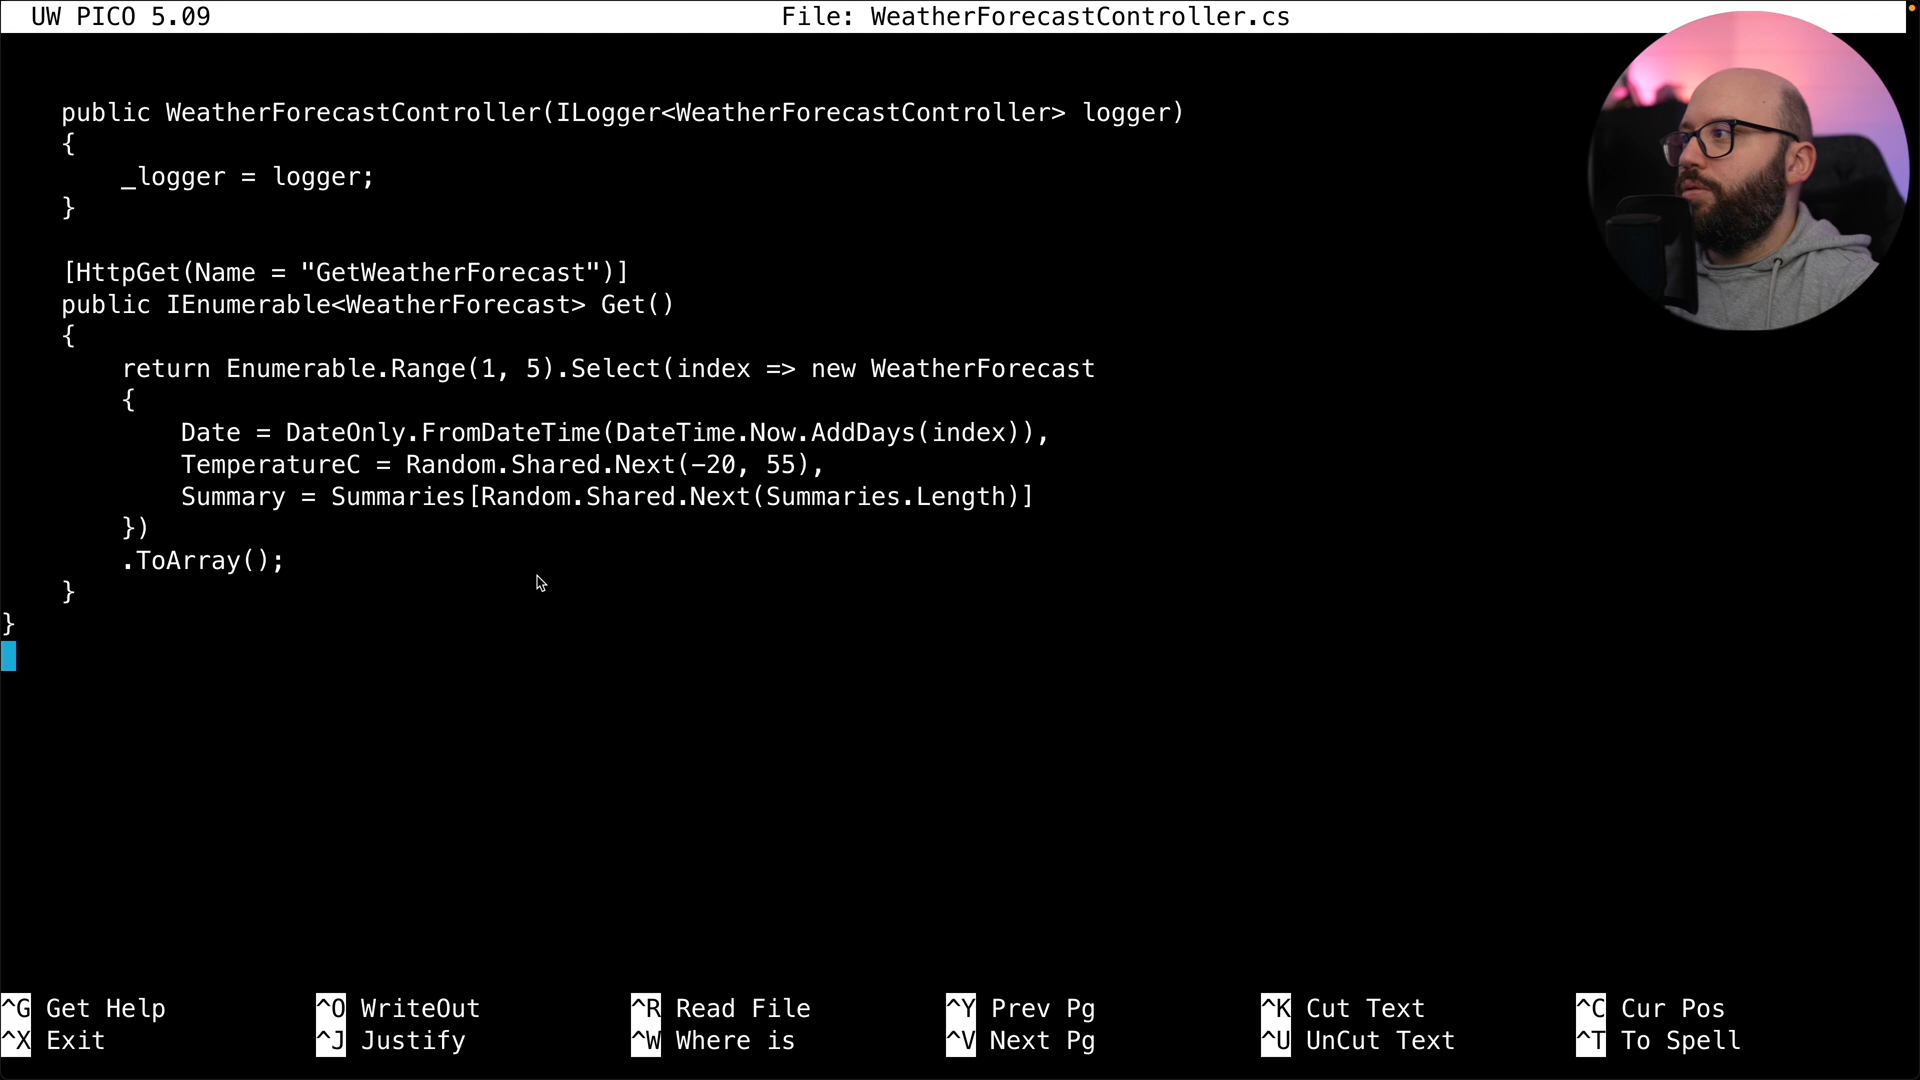 UW PICO 5.09 File: WeatherForecastController.cs
public WeatherForecastController(ILogger<WeatherForecastController> logger)
{
_logger = logger;
}
[HttpGet(Name = "GetWeatherForecast")]
public IEnumerable<WeatherForecast> Get()
{
return Enumerable.Range(1, 5).Select(index => new WeatherForecast
{
Date = DateOnly.FromDateTime(DateTime.Now.AddDays(index)),
TemperatureC = Random.Shared.Next(-20, 55),
Summary = Summaries[Random.Shared.Next(Summaries.Length)]
})
.ToArray();
}
}
^G Get Help ^O WriteOut ^R Read File ^Y Prev Pg ^K Cut Text ^C Cur Pos
^X Exit ^J Justify ^W Where is ^V Next Pg ^U UnCut Text ^T To Spell